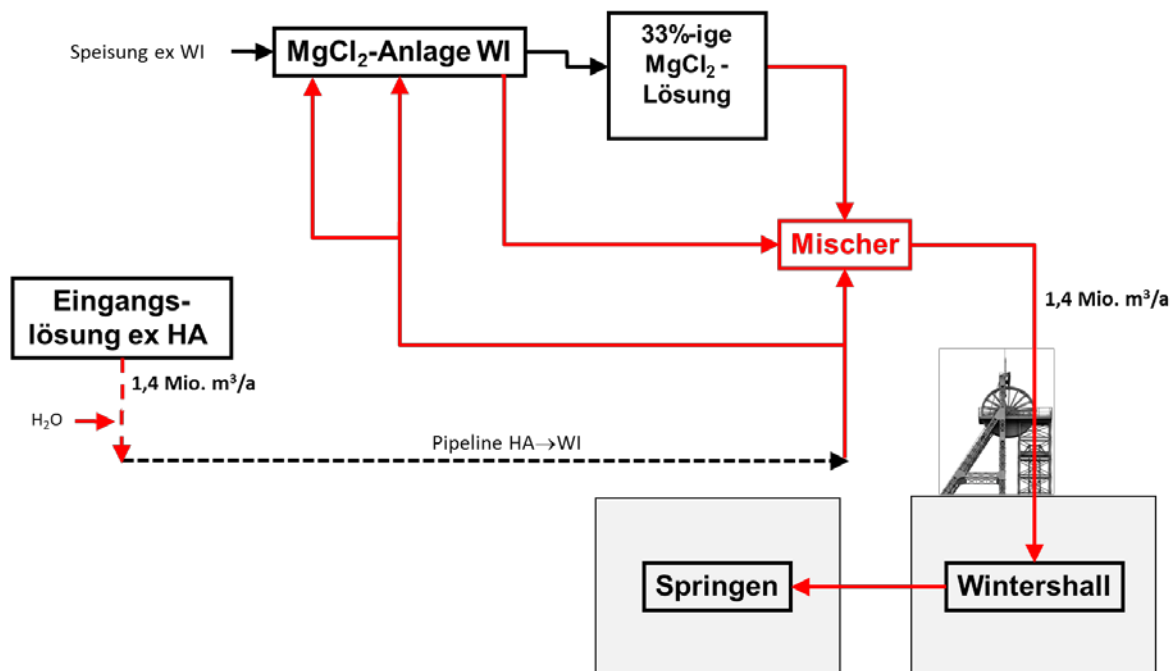 Speisung ex WI
MgCl₂-Anlage WI
33%-ige
MgCl₂ -
Lösung
Mischer
Eingangs-
lösung ex HA
1,4 Mio. m³/a
1,4 Mio. m³/a
H₂O
Pipeline HA→WI
Springen
Wintershall